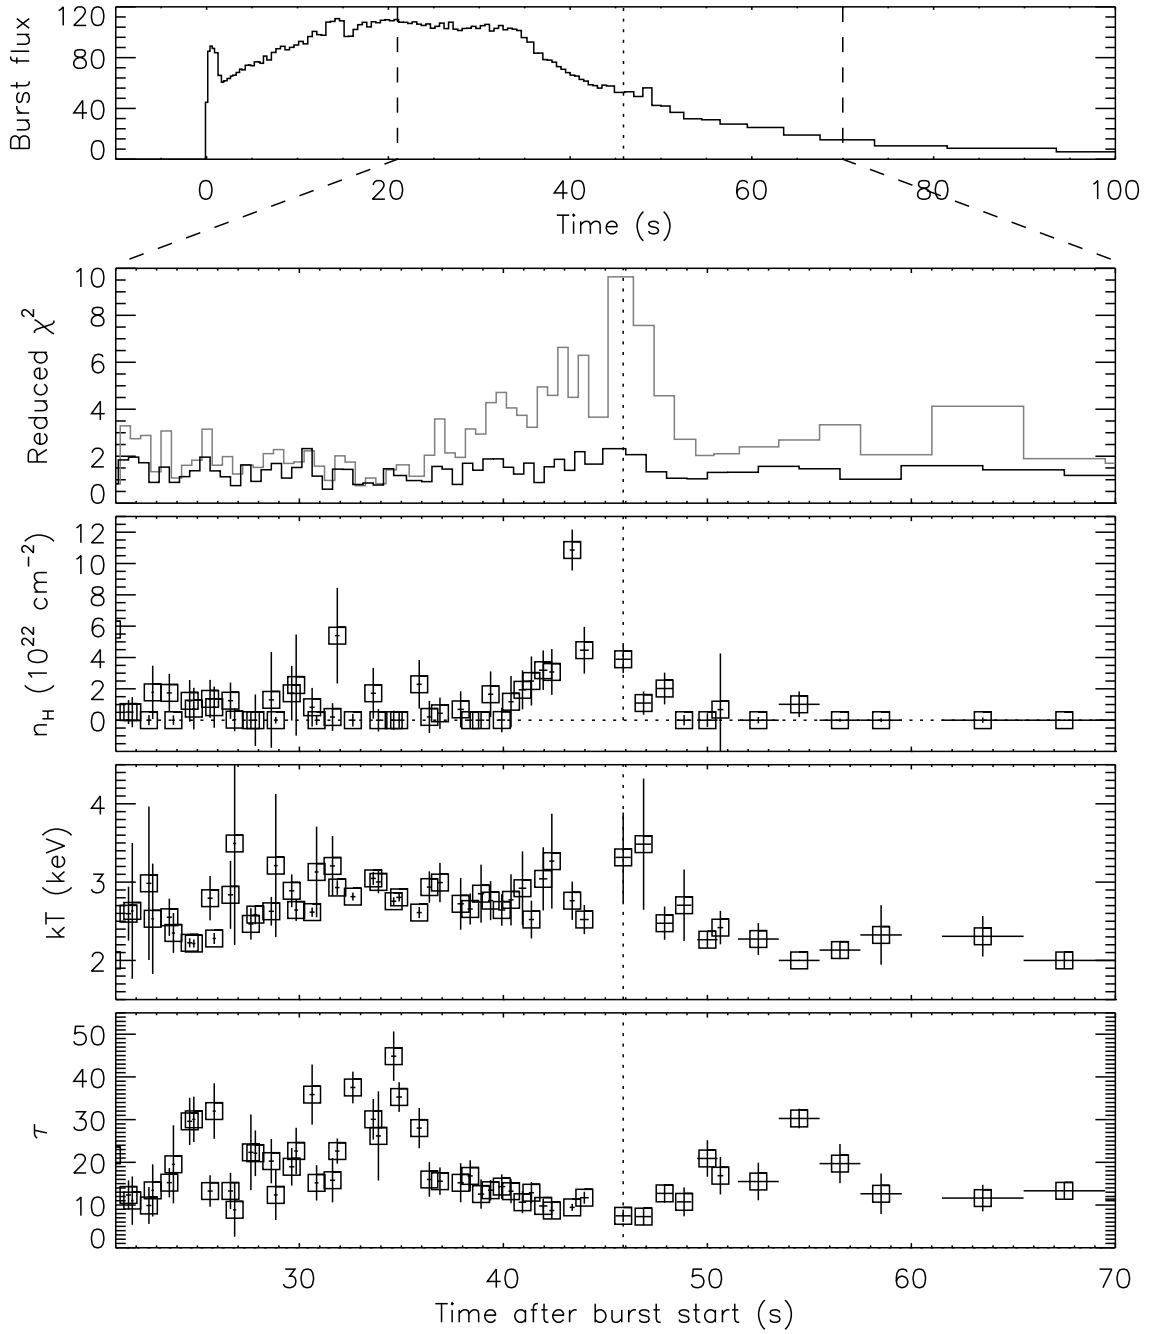 Burst flux
120
80
40
0
0 20 40 60 80 100
Time (s)
Reduced χ²
10
8
6
4
2
0
n_H (10²² cm⁻²)
12
10
8
6
4
2
0
kT (keV)
4
3
2
τ
50
40
30
20
10
0
30 40 50 60 70
Time after burst start (s)